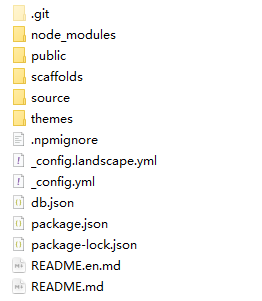 .git
node_modules
public
scaffolds
source
themes
.npmignore
_config.landscape.yml
_config.yml
db.json
package.json
package-lock.json
README.en.md
README.md